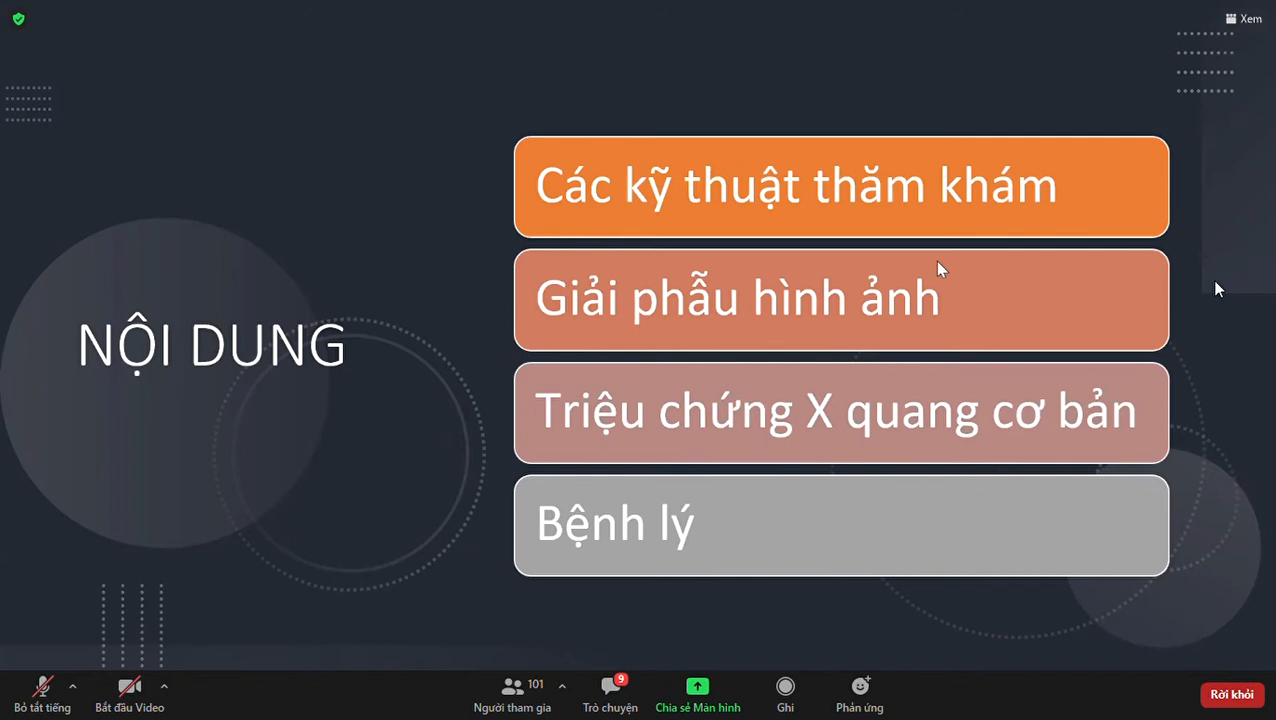 Xem
NỘI DUNG
Các kỹ thuật thăm khám
Giải phẫu hình ảnh
Triệu chứng X quang cơ bản
Bệnh lý
Bỏ tắt tiếng
Bắt đầu Video
101
Người tham gia
9
Trò chuyện
Chia sẻ Màn hình
Ghi
Phản ứng
Rời khỏi